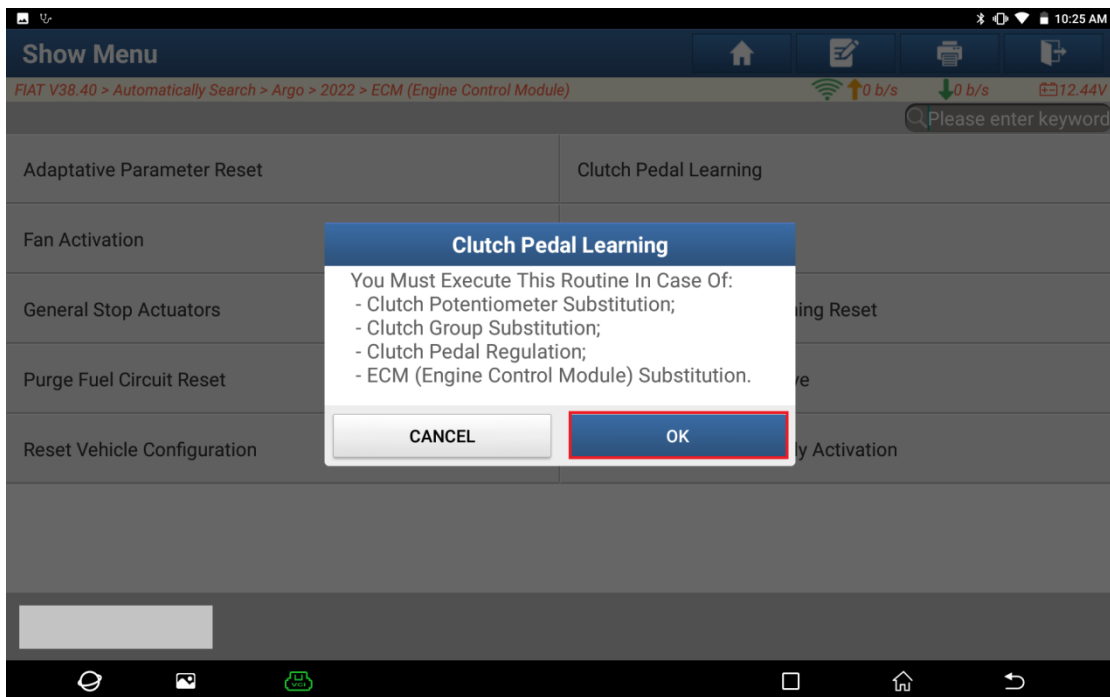 10:25 AM
Show Menu
FIAT V38.40 > Automatically Search > Argo > 2022 > ECM (Engine Control Module)
0 b/s
0 b/s
12.44V
Please enter keyword
Adaptative Parameter Reset
Clutch Pedal Learning
Fan Activation
Clutch Pedal Learning
You Must Execute This Routine In Case Of:
- Clutch Potentiometer Substitution;
- Clutch Group Substitution;
- Clutch Pedal Regulation;
- ECM (Engine Control Module) Substitution.
CANCEL
OK
General Stop Actuators
Reset
Purge Fuel Circuit Reset
Reset Vehicle Configuration
Activation
VCI